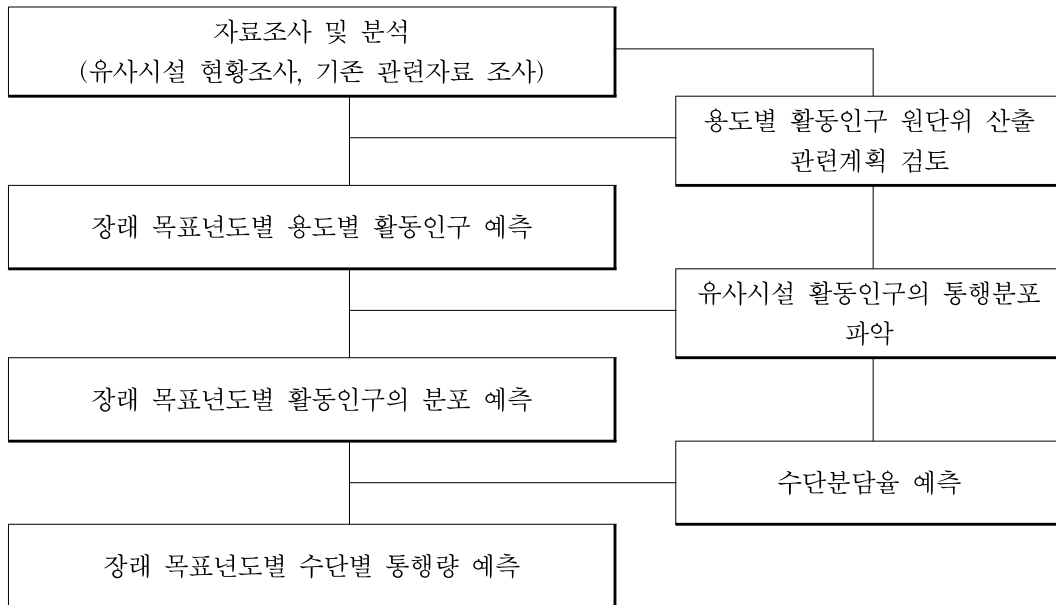 자료조사 및 분석
(유사시설 현황조사, 기존 관련자료 조사)
용도별 활동인구 원단위 산출
관련계획 검토
장래 목표년도별 용도별 활동인구 예측
유사시설 활동인구의 통행분포
파악
장래 목표년도별 활동인구의 분포 예측
수단분담율 예측
장래 목표년도별 수단별 통행량 예측